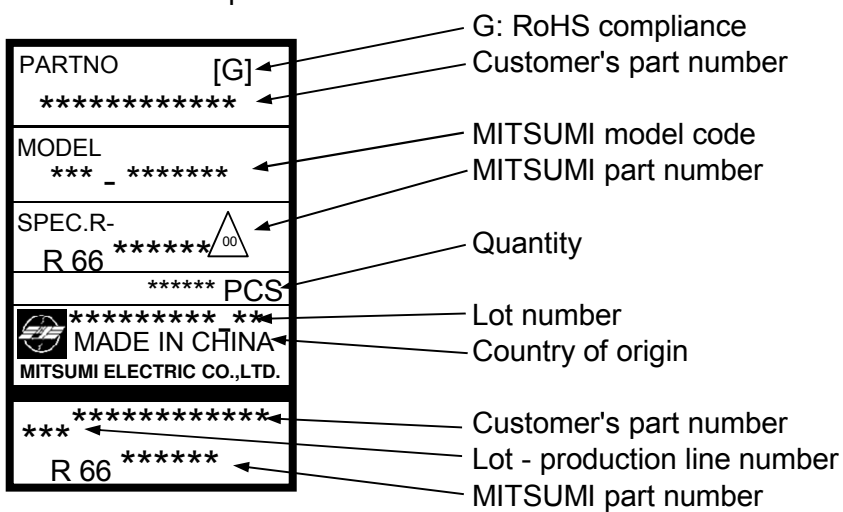 G: RoHS compliance
PARTNO [G]
Customer's part number
************
MODEL
MITSUMI model code
*** - *******
MITSUMI part number
SPEC.R-
R 66 ****** 00
Quantity
****** PCS
*********-**
Lot number
MADE IN CHINA
Country of origin
MITSUMI ELECTRIC CO.,LTD.
************
Customer's part number
***
Lot - production line number
R 66 ******
MITSUMI part number